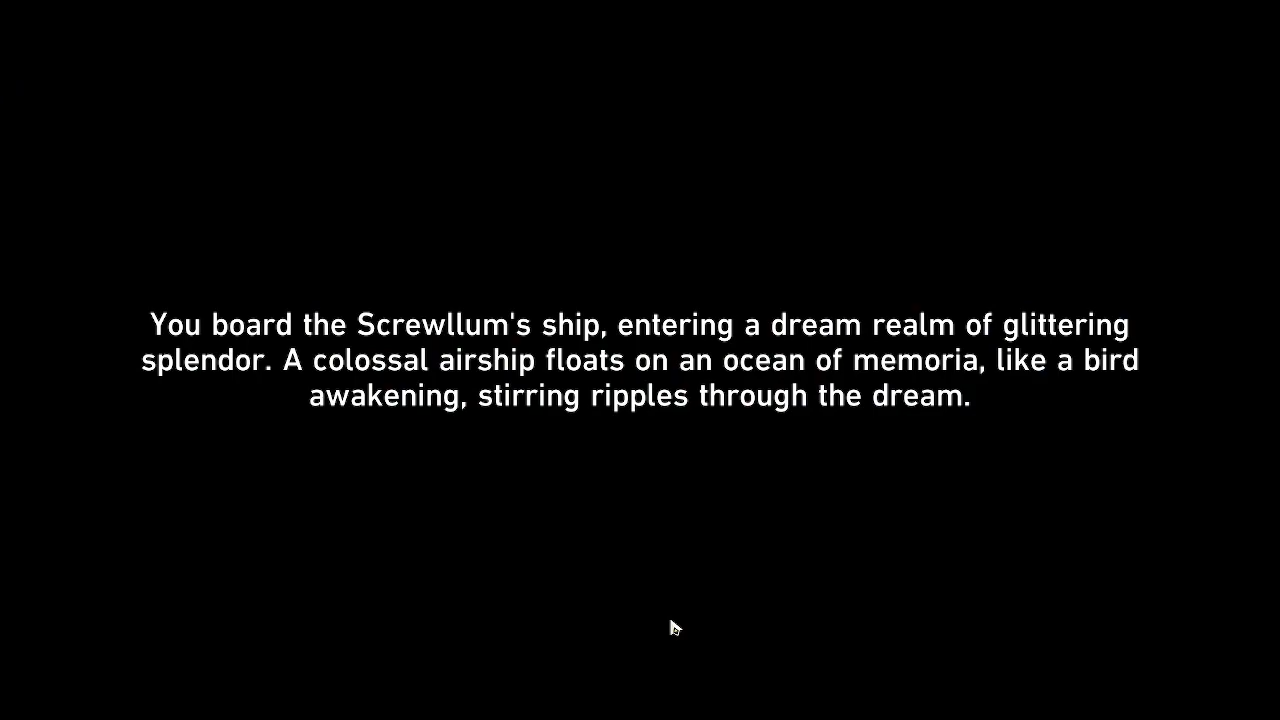 You board the Screwllum's ship, entering a dream realm of glittering
splendor. A colossal airship floats on an ocean of memoria, like a bird
awakening, stirring ripples through the dream.